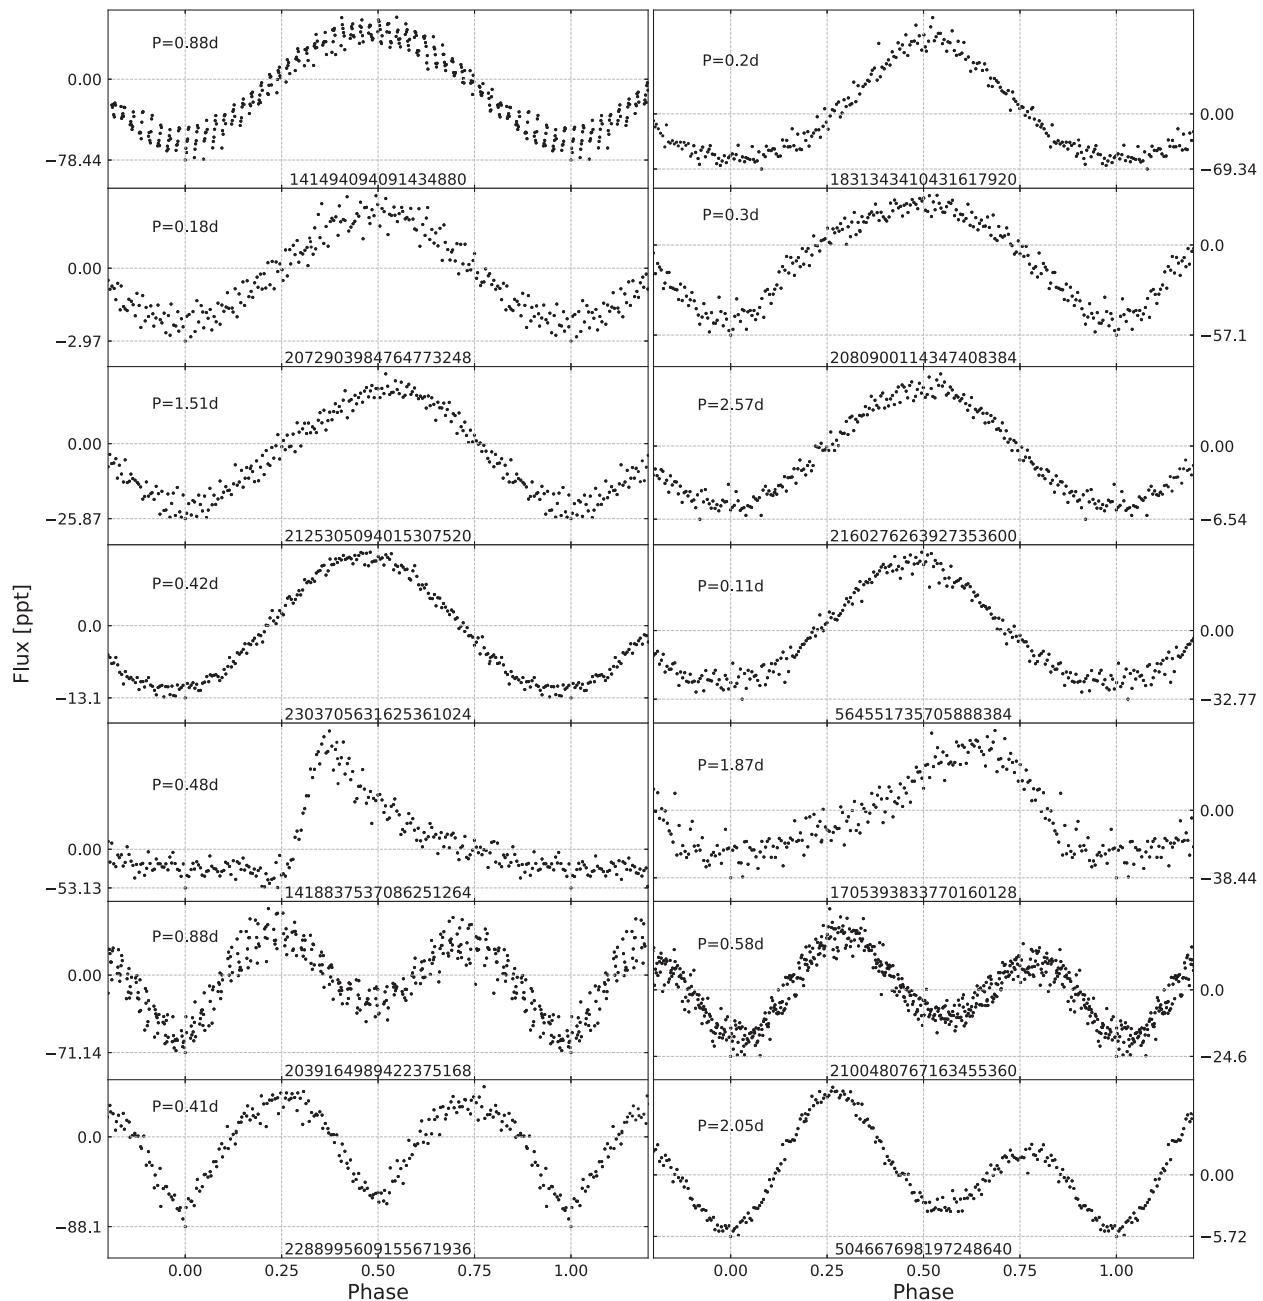 P=0.88d
0.00
−78.44
141494094091434880
P=0.2d
0.00
−69.34
1831343410431617920
P=0.18d
0.00
−2.97
2072903984764773248
P=0.3d
0.0
−57.1
2080900114347408384
P=1.51d
0.00
−25.87
2125305094015307520
P=2.57d
0.00
−6.54
2160276263927353600
P=0.42d
0.0
−13.1
2303705631625361024
P=0.11d
0.00
−32.77
564551735705888384
P=0.48d
0.00
−53.13
1418837537086251264
P=1.87d
0.00
−38.44
1705393833770160128
P=0.88d
0.00
−71.14
2039164989422375168
P=0.58d
0.0
−24.6
2100480767163455360
P=0.41d
0.0
−88.1
2288995609155671936
P=2.05d
0.00
−5.72
504667698197248640
0.00 0.25 0.50 0.75 1.00
0.00 0.25 0.50 0.75 1.00
Phase
Phase
Flux [ppt]